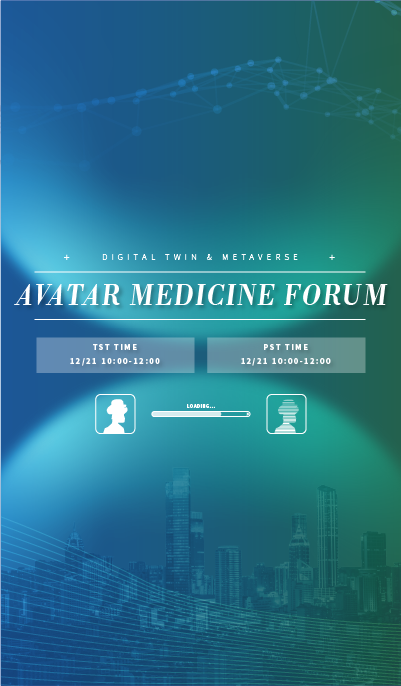 + DIGITAL TWIN & METAVERSE +
AVATAR MEDICINE FORUM
TST TIME
12/21 10:00-12:00
PST TIME
12/21 10:00-12:00
LOADING...